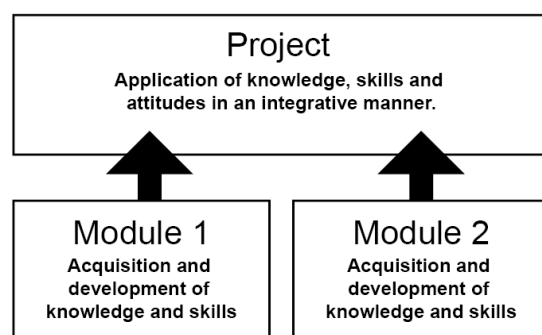 Project
Application of knowledge, skills and
attitudes in an integrative manner.
Module 1
Acquisition and
development of
knowledge and skills
Module 2
Acquisition and
development of
knowledge and skills